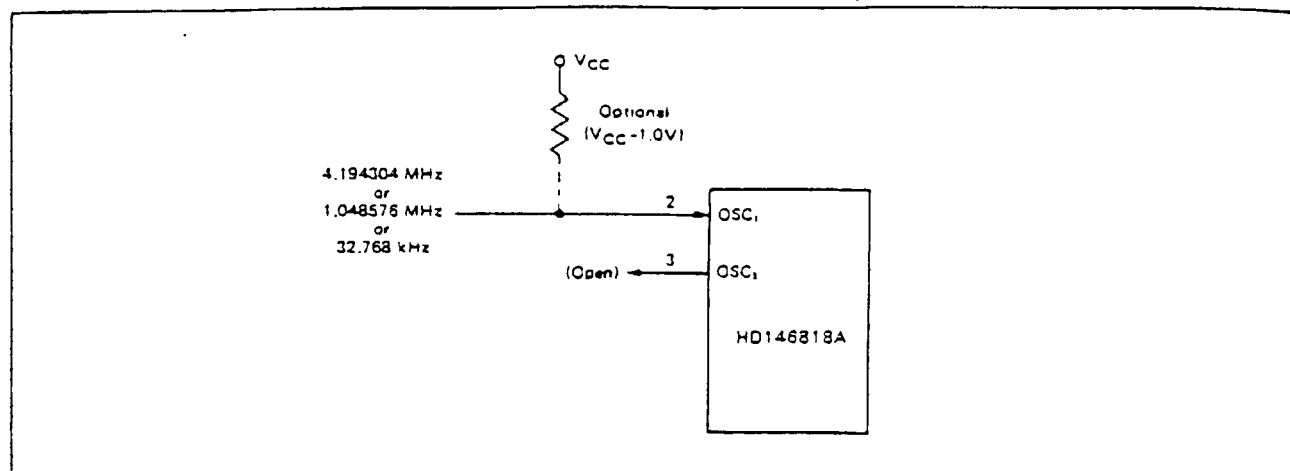 VCC
Optional
(VCC-1.0V)
4.194304 MHz
or
1.048576 MHz
or
32.768 kHz
2
OSC₁
(Open)
3
OSC₂
HD146818A